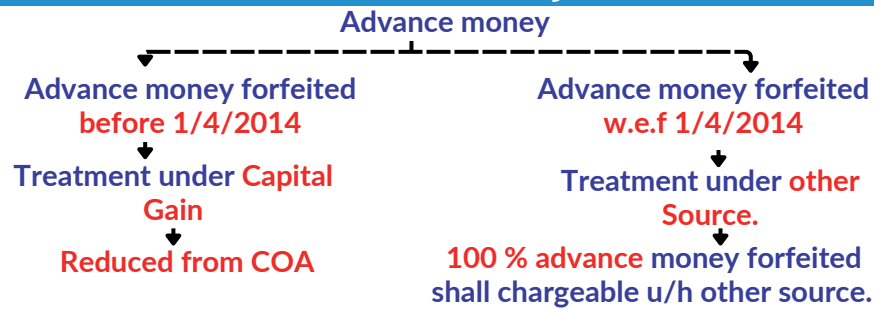 Advance money
Advance money forfeited
before 1/4/2014
Treatment under Capital
Gain
Reduced from COA
Advance money forfeited
w.e.f 1/4/2014
Treatment under other
Source.
100 % advance money forfeited
shall chargeable u/h other source.